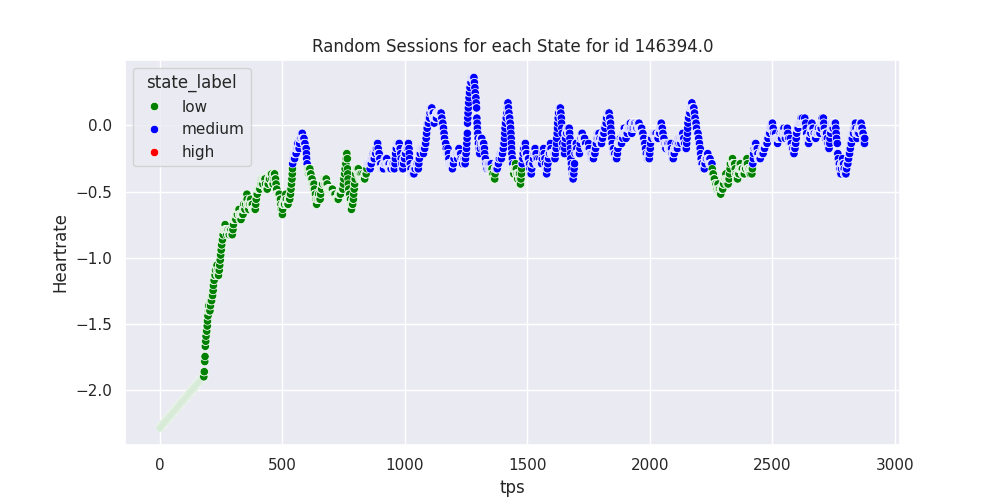 Random Sessions for each State for id 146394.0
state_label
low
medium
high
0.0
−0.5
−1.0
−1.5
−2.0
Heartrate
0 500 1000 1500 2000 2500 3000
tps